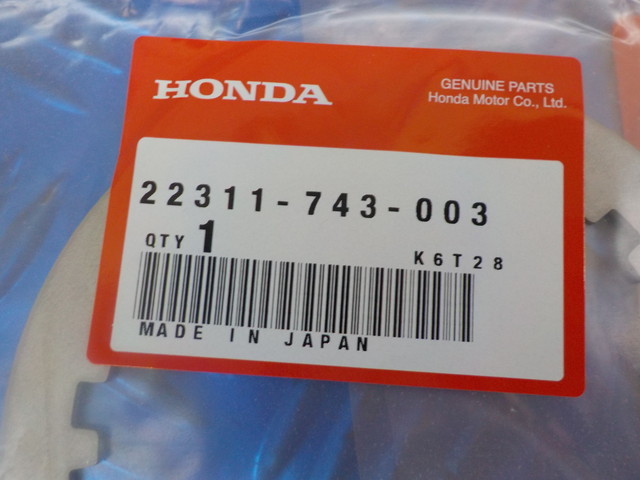 HONDA
GENUINE PARTS
Honda Motor Co., Ltd.
22311-743-003
QTY 1
K6T28
MADE IN JAPAN